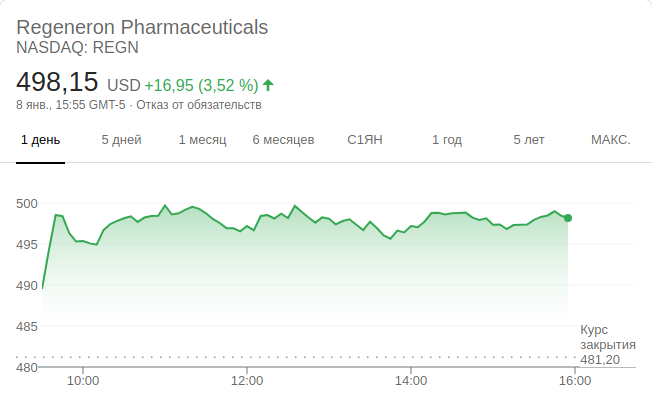 Regeneron Pharmaceuticals
NASDAQ: REGN
498,15 USD +16,95 (3,52 %)
8 янв., 15:55 GMT-5 · Отказ от обязательств
1 день 5 дней 1 месяц 6 месяцев С1ЯН 1 год 5 лет МАКС.
500
495
490
485
Курс
закрытия
481,20
480
10:00 12:00 14:00 16:00